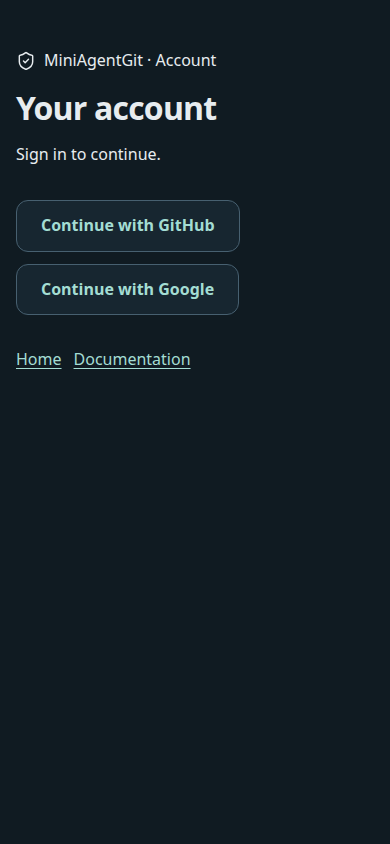 MiniAgentGit · Account
Your account
Sign in to continue.
Continue with GitHub
Continue with Google
Home Documentation